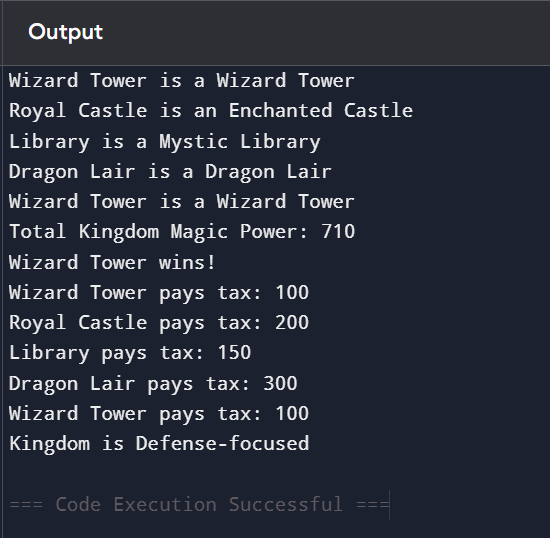 Output
Wizard Tower is a Wizard Tower
Royal Castle is an Enchanted Castle
Library is a Mystic Library
Dragon Lair is a Dragon Lair
Wizard Tower is a Wizard Tower
Total Kingdom Magic Power: 710
Wizard Tower wins!
Wizard Tower pays tax: 100
Royal Castle pays tax: 200
Library pays tax: 150
Dragon Lair pays tax: 300
Wizard Tower pays tax: 100
Kingdom is Defense-focused
=== Code Execution Successful ===